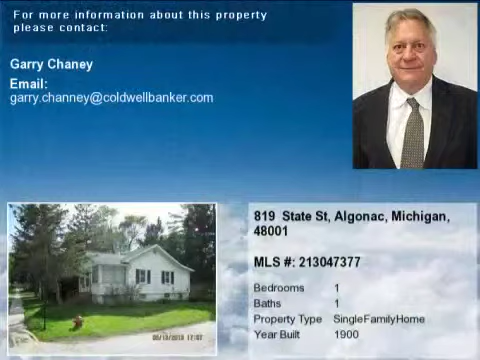 For more information about this property
please contact:
Garry Chaney
Email:
garry.channey@coldwellbanker.com
819 State St, Algonac, Michigan,
48001
MLS #: 213047377
Bedrooms 1
Baths 1
Property Type SingleFamilyHome
Year Built 1900